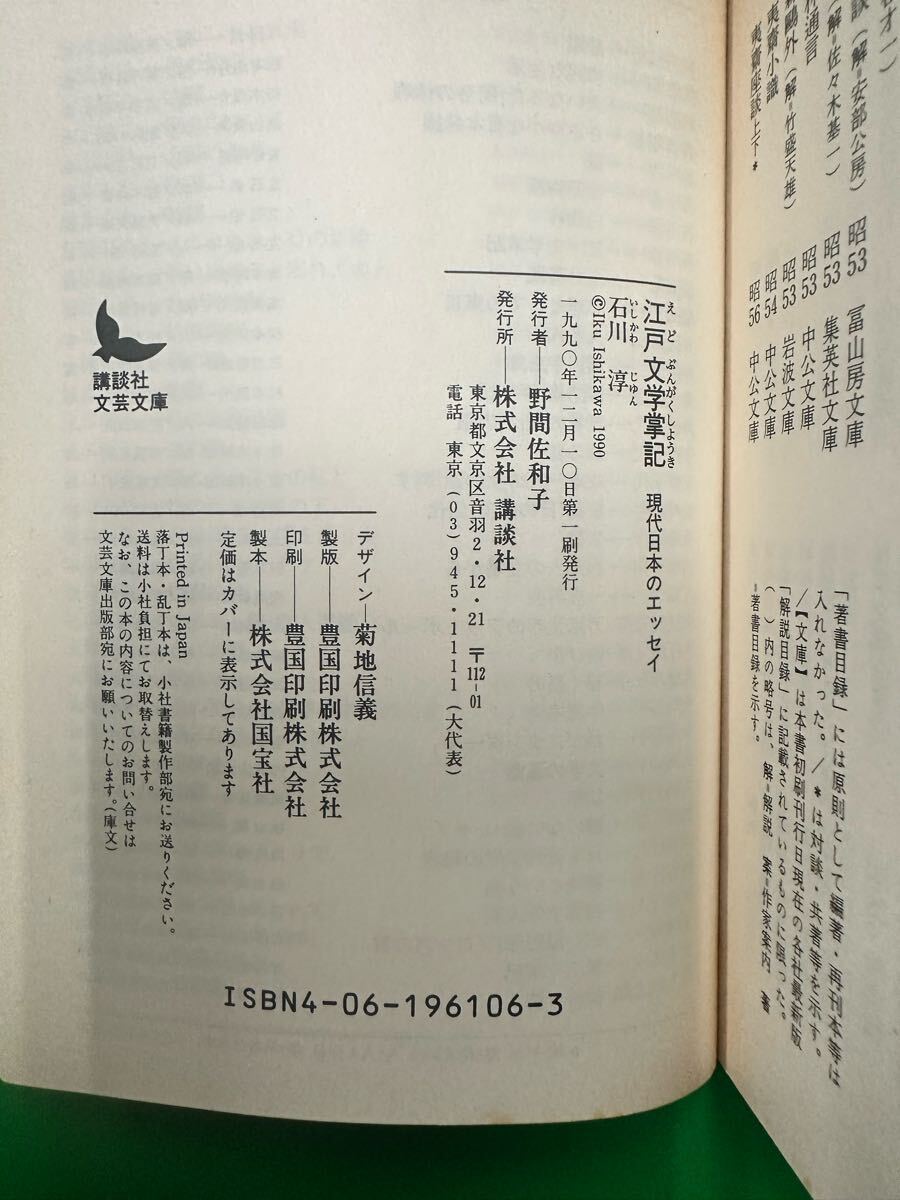 才一）
談（解＝安部公房）　昭53　冨山房文庫
（解＝佐々木基一）　昭53　集英社文庫
通言　昭53　中公文庫
鷗外（解＝竹盛天雄）　昭53　岩波文庫
夷齋小識　昭54　中公文庫
夷齋座談上下＊　昭56　中公文庫
「著書目録」には原則として編著・再刊本等は
入れなかった。／＊は対談・共著等を示す。
／【文庫】は本書初刷刊行日現在の各社最新版
「解説目録」に記載されているものに限った。
（　）内の略号は、解＝解説　案＝作家案内　著
＝著書目録を示す。
えどぶんがくしようき
江戸文学掌記　現代日本のエッセイ
いしかわ じゅん
石川 淳
©Iku Ishikawa 1990
一九九〇年一二月一〇日第一刷発行
発行者――野間佐和子
発行所――株式会社 講談社
東京都文京区音羽2・12・21　〒112-01
電話　東京（03）945・1111（大代表）
デザイン―菊地信義
製版――豊国印刷株式会社
印刷――豊国印刷株式会社
製本――株式会社国宝社
定価はカバーに表示してあります
Printed in Japan
落丁本・乱丁本は、小社書籍製作部宛にお送りください。
送料は小社負担にてお取替えします。
なお、この本の内容についてのお問い合せは
文芸文庫出版部宛にお願いいたします。（庫文）
講談社
文芸文庫
ISBN4-06-196106-3